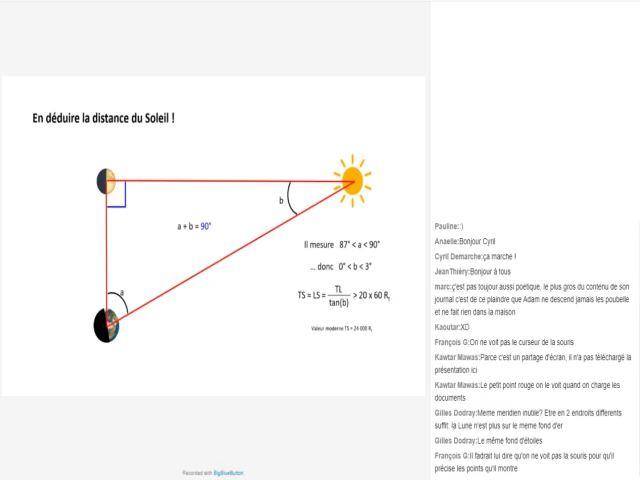 En déduire la distance du Soleil !
b
a + b = 90°
Il mesure 87° < a < 90°
... donc 0° < b < 3°
a
TS = LS = TL / tan(b) > 20 x 60 R
Valeur moderne TS = 24 000 R
Recorded with BigBlueButton.
Pauline::)
Anaelle:Bonjour Cyril
Cyril Demarche:ça marche !
Jean Thiéry:Bonjour à tous
marc:ç'est pas toujour aussi poetique, le plus gros du contenu de son
journal c'est de ce plaindre que Adam ne descend jamais les poubelle
et ne fait rien dans la maison
Kaoutar:XD
François G:On ne voit pas le curseur de la souris
Kawtar Mawas:Parce c'est un partage d'écran, il n'a pas téléchargé la
présentation ici
Kawtar Mawas:Le petit point rouge on le voit quand on charge les
documents
Gilles Dodray:Meme meridien inutile? Etre en 2 endroits differents
suffit. la Lune n'est plus sur le meme fond d'er
Gilles Dodray:Le même fond d'étoiles
François G:Il fadrait lui dire qu'on ne voit pas la souris pour qu'il
précise les points qu'il montre